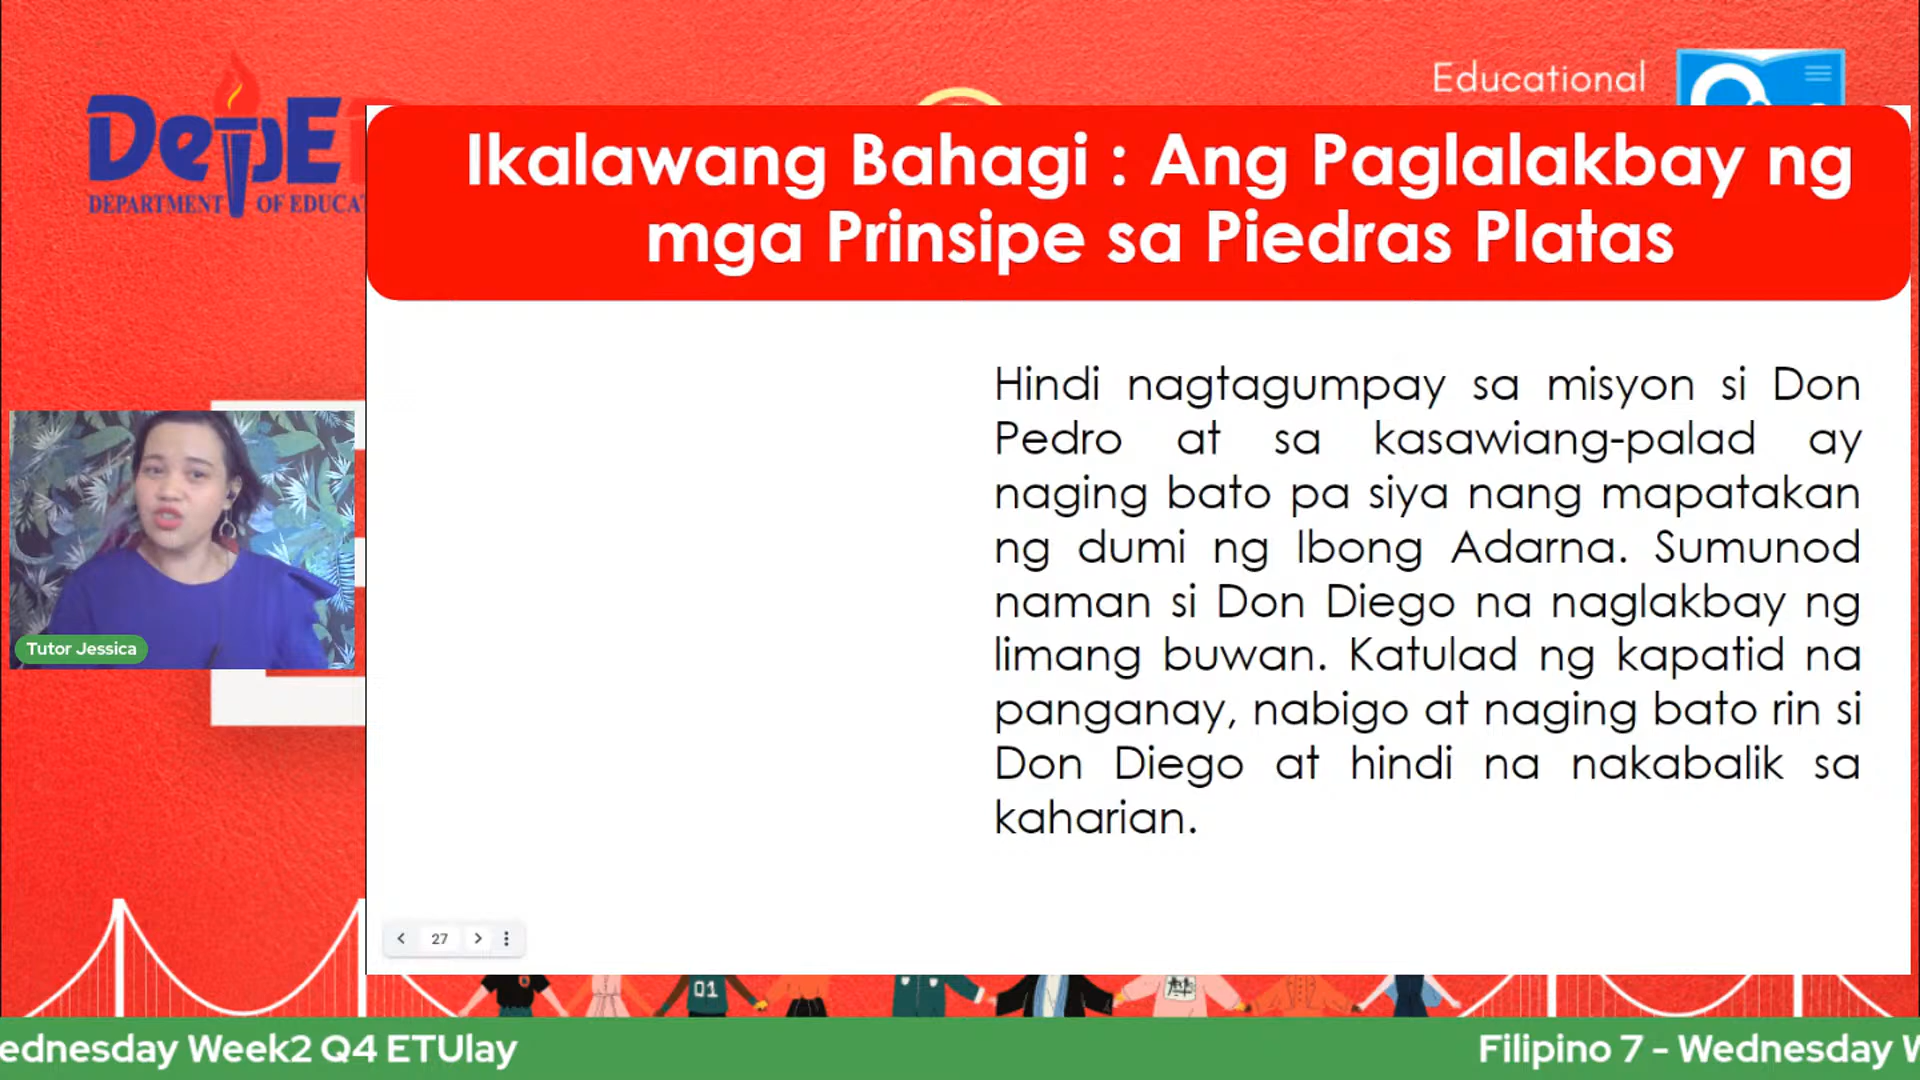 DepE
DEPARTMENT OF EDUCAT
Educational
Ikalawang Bahagi : Ang Paglalakbay ng
mga Prinsipe sa Piedras Platas
Hindi nagtagumpay sa misyon si Don
Pedro at sa kasawiang-palad ay
naging bato pa siya nang mapatakan
ng dumi ng Ibong Adarna. Sumunod
naman si Don Diego na naglakbay ng
limang buwan. Katulad ng kapatid na
panganay, nabigo at naging bato rin si
Don Diego at hindi na nakabalik sa
kaharian.
Tutor Jessica
27
01
ednesday Week2 Q4 ETUlay
Filipino 7 - Wednesday W